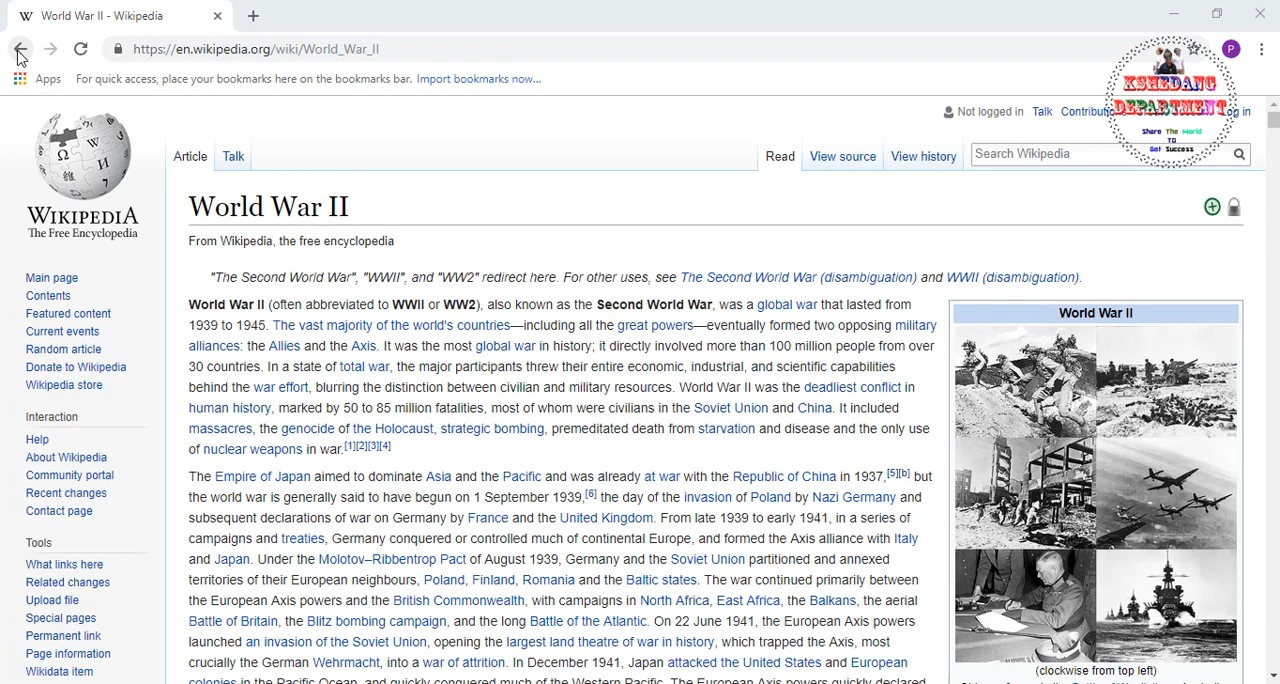 World War II - Wikipedia
https://en.wikipedia.org/wiki/World_War_II
P
Apps For quick access, place your bookmarks here on the bookmarks bar. Import bookmarks now...
KSHEDANG
DEPARTMENT
Share The World
TO
Get Success
Not logged in Talk
WIKIPEDIA
The Free Encyclopedia
Article Talk Read View source View history Search Wikipedia
World War II
From Wikipedia, the free encyclopedia
"The Second World War", "WWII", and "WW2" redirect here. For other uses, see The Second World War (disambiguation) and WWII (disambiguation).
World War II (often abbreviated to WWII or WW2), also known as the Second World War, was a global war that lasted from
1939 to 1945. The vast majority of the world's countries—including all the great powers—eventually formed two opposing military
alliances: the Allies and the Axis. It was the most global war in history; it directly involved more than 100 million people from over
30 countries. In a state of total war, the major participants threw their entire economic, industrial, and scientific capabilities
behind the war effort, blurring the distinction between civilian and military resources. World War II was the deadliest conflict in
human history, marked by 50 to 85 million fatalities, most of whom were civilians in the Soviet Union and China. It included
massacres, the genocide of the Holocaust, strategic bombing, premeditated death from starvation and disease and the only use
of nuclear weapons in war.[1][2][3][4]
The Empire of Japan aimed to dominate Asia and the Pacific and was already at war with the Republic of China in 1937,[5][b] but
the world war is generally said to have begun on 1 September 1939,[6] the day of the invasion of Poland by Nazi Germany and
subsequent declarations of war on Germany by France and the United Kingdom. From late 1939 to early 1941, in a series of
campaigns and treaties, Germany conquered or controlled much of continental Europe, and formed the Axis alliance with Italy
and Japan. Under the Molotov–Ribbentrop Pact of August 1939, Germany and the Soviet Union partitioned and annexed
territories of their European neighbours, Poland, Finland, Romania and the Baltic states. The war continued primarily between
the European Axis powers and the British Commonwealth, with campaigns in North Africa, East Africa, the Balkans, the aerial
Battle of Britain, the Blitz bombing campaign, and the long Battle of the Atlantic. On 22 June 1941, the European Axis powers
launched an invasion of the Soviet Union, opening the largest land theatre of war in history, which trapped the Axis, most
crucially the German Wehrmacht, into a war of attrition. In December 1941, Japan attacked the United States and European
colonies in the Pacific Ocean, and quickly conquered much of the Western Pacific. The European Axis powers quickly declared
World War II
(clockwise from top left)
Main page
Contents
Featured content
Current events
Random article
Donate to Wikipedia
Wikipedia store
Interaction
Help
About Wikipedia
Community portal
Recent changes
Contact page
Tools
What links here
Related changes
Upload file
Special pages
Permanent link
Page information
Wikidata item